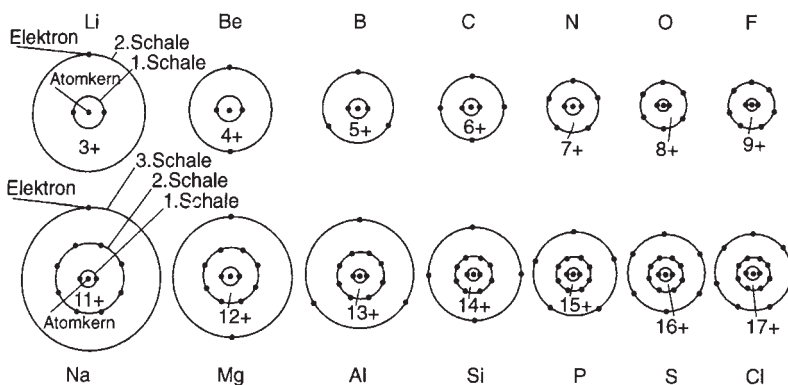 Li Be B C N O F
Elektron
2.Schale
1.Schale
Atomkern
3+ 4+ 5+ 6+ 7+ 8+ 9+
3.Schale
Elektron
2.Schale
1.Schale
11+ 12+ 13+ 14+ 15+ 16+ 17+
Atomkern
Na Mg Al Si P S Cl